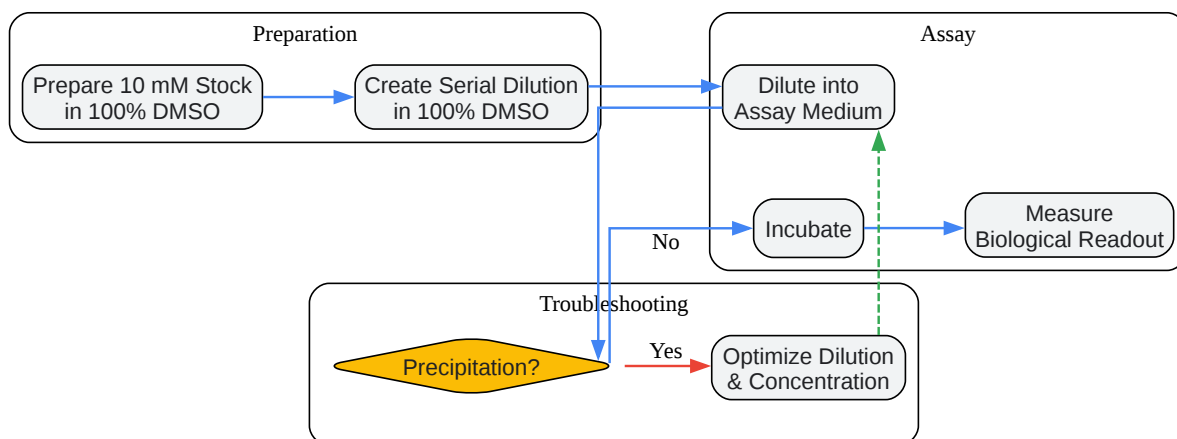 Preparation
Prepare 10 mM Stock
in 100% DMSO
Create Serial Dilution
in 100% DMSO
Assay
Dilute into
Assay Medium
Incubate
Measure
Biological Readout
No
Troubleshooting
Precipitation?
Yes
Optimize Dilution
& Concentration